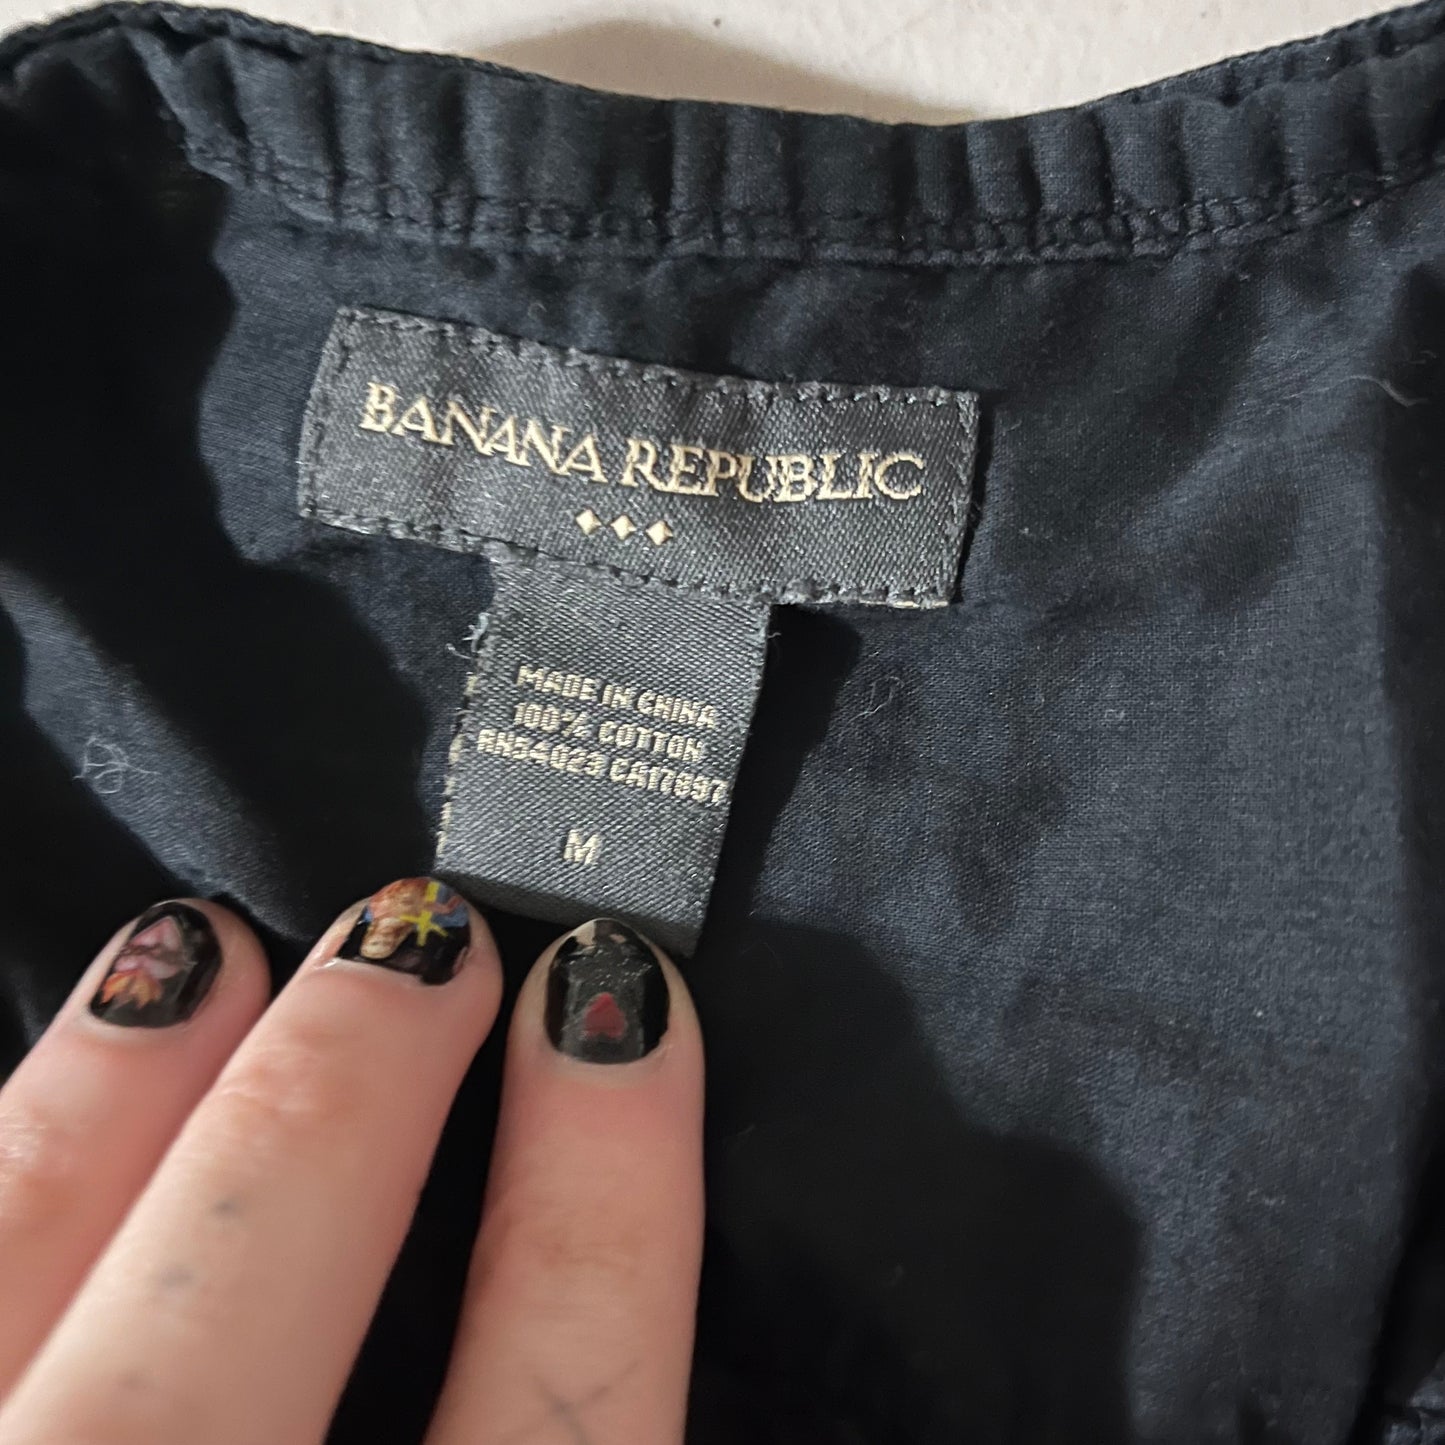 BANANA REPUBLIC
MADE IN CHINA
100% COTTON
RN54023 CA17897
M